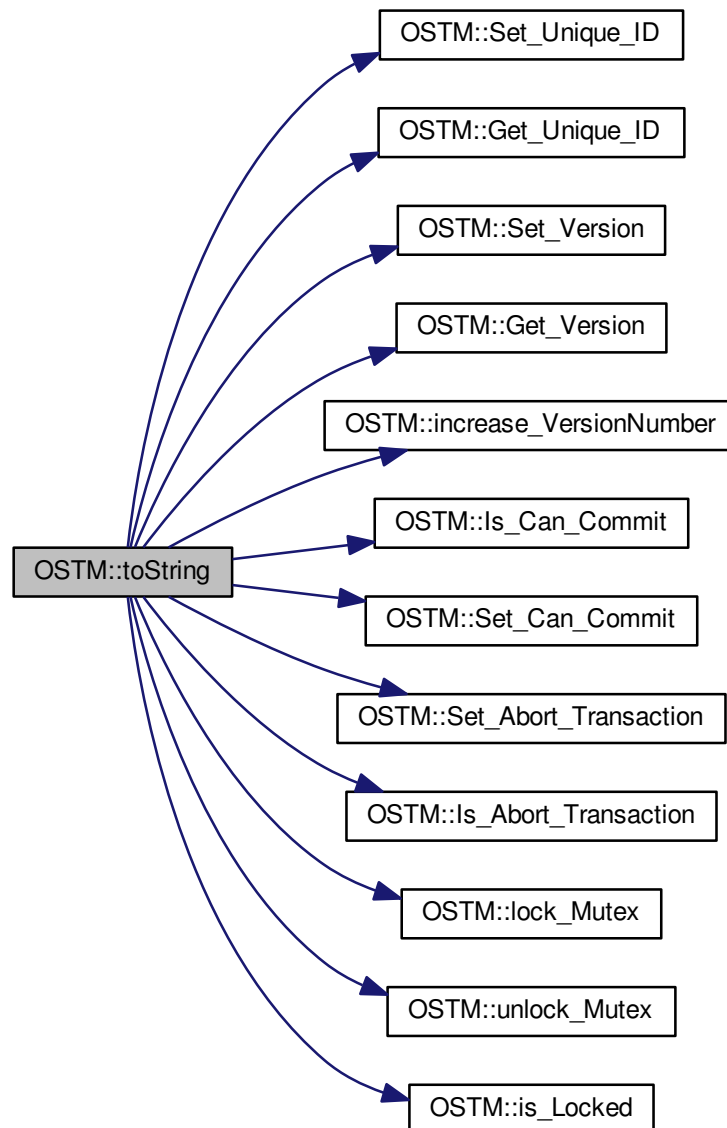 OSTM::Set_Unique_ID
OSTM::Get_Unique_ID
OSTM::Set_Version
OSTM::Get_Version
OSTM::increase_VersionNumber
OSTM::Is_Can_Commit
OSTM::toString
OSTM::Set_Can_Commit
OSTM::Set_Abort_Transaction
OSTM::Is_Abort_Transaction
OSTM::lock_Mutex
OSTM::unlock_Mutex
OSTM::is_Locked